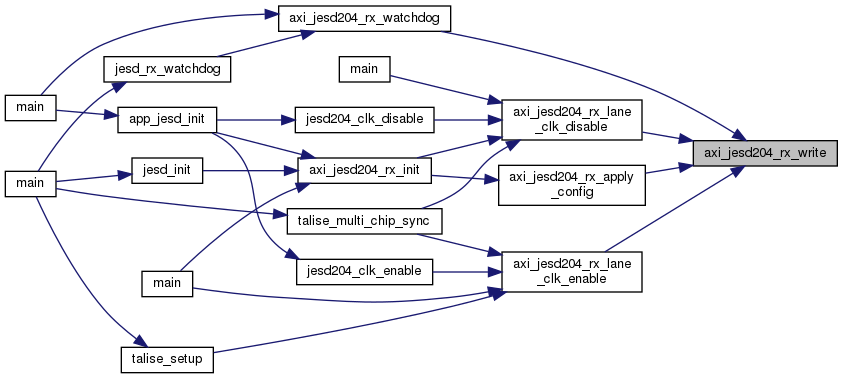 axi_jesd204_rx_watchdog
jesd_rx_watchdog
main
main
app_jesd_init
jesd204_clk_disable
axi_jesd204_rx_lane
_clk_disable
axi_jesd204_rx_write
jesd_init
axi_jesd204_rx_init
axi_jesd204_rx_apply
_config
main
talise_multi_chip_sync
jesd204_clk_enable
axi_jesd204_rx_lane
_clk_enable
main
talise_setup